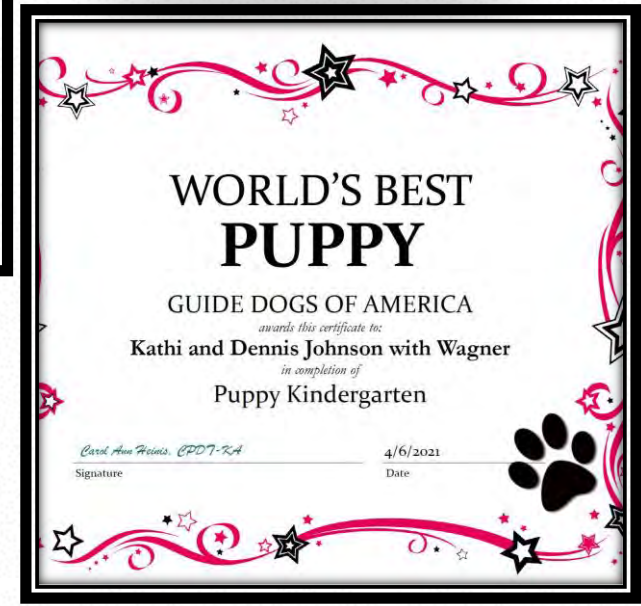 WORLD'S BEST
PUPPY
GUIDE DOGS OF AMERICA
awards this certificate to:
Kathi and Dennis Johnson with Wagner
in completion of
Puppy Kindergarten
Carol Ann Heinis, CPDT-KA
4/6/2021
Signature
Date